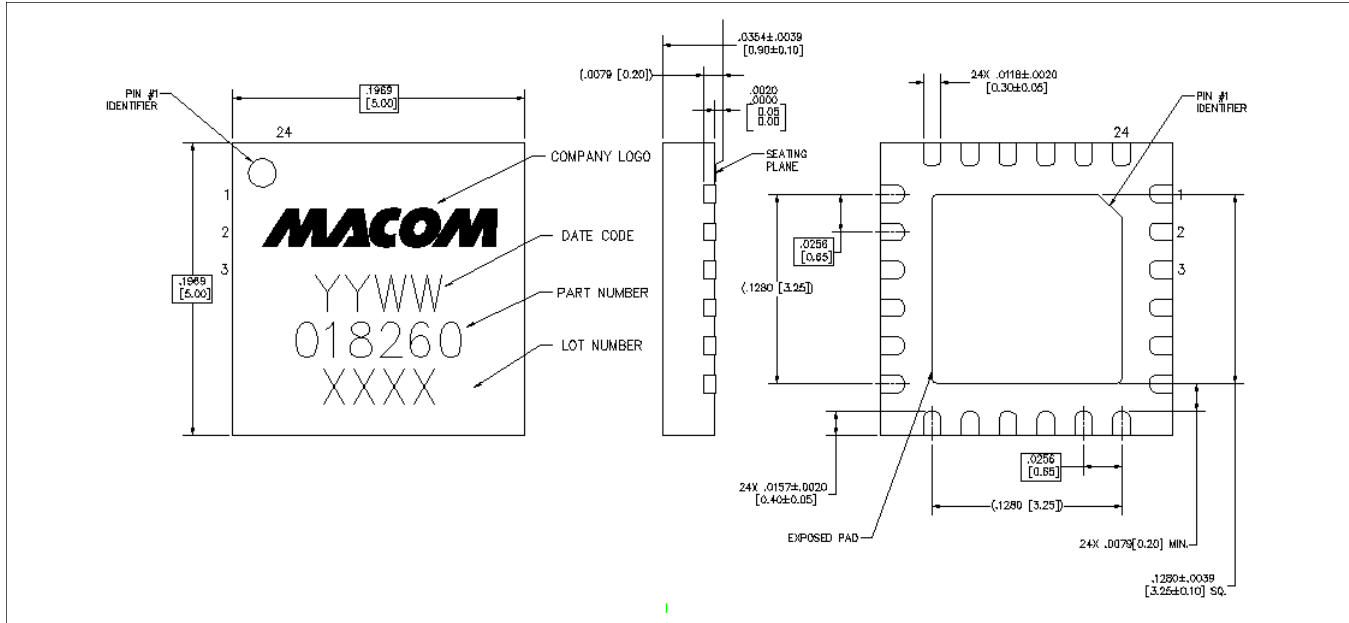 PIN #1
IDENTIFIER
.1969
[5.00]
24
1
2
3
.1969
[5.00]
MACOM
YYWW
018260
XXXX
COMPANY LOGO
DATE CODE
PART NUMBER
LOT NUMBER
.0354±.0039
[0.90±0.10]
(.0079 [0.20])
.0020
.0000
[0.05
0.00]
SEATING
PLANE
24X .0118±.0020
[0.30±0.05]
PIN #1
IDENTIFIER
24
1
2
3
.0256
[0.65]
(.1280 [3.25])
.0256
[0.65]
24X .0157±.0020
[0.40±0.05]
(.1280 [3.25])
EXPOSED PAD
24X .0079[0.20] MIN.
.1280±.0039
[3.25±0.10] SQ.